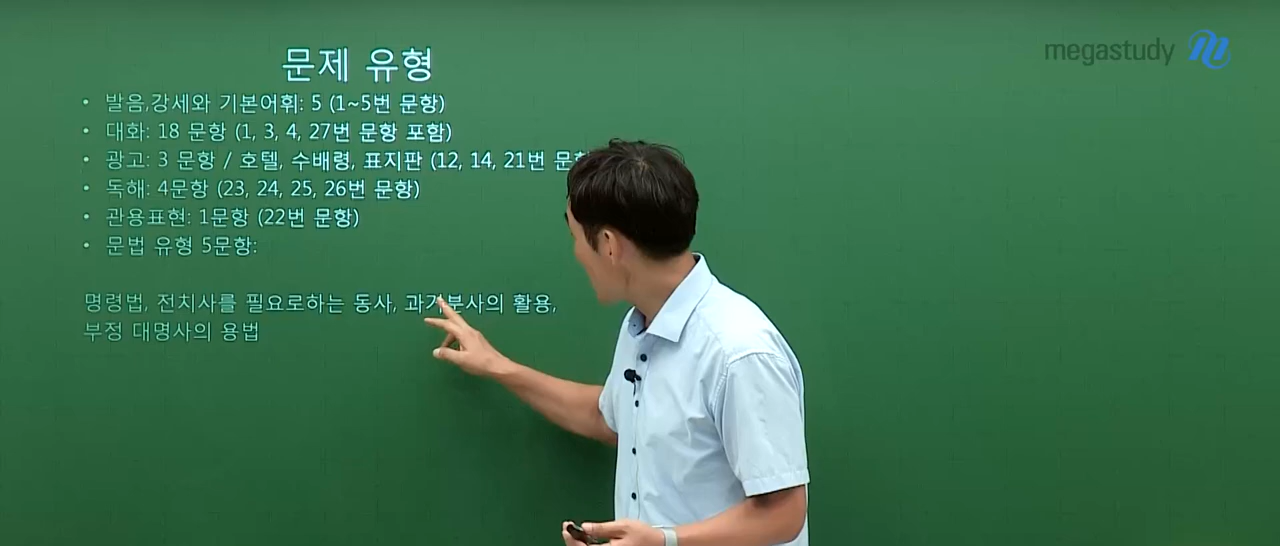 megastudy
문제 유형
• 발음,강세와 기본어휘: 5 (1~5번 문항)
• 대화: 18 문항 (1, 3, 4, 27번 문항 포함)
• 광고: 3 문항 / 호텔, 수배령, 표지판 (12, 14, 21번 문항
• 독해: 4문항 (23, 24, 25, 26번 문항)
• 관용표현: 1문항 (22번 문항)
• 문법 유형 5문항:
명령법, 전치사를 필요로하는 동사, 과거분사의 활용,
부정 대명사의 용법